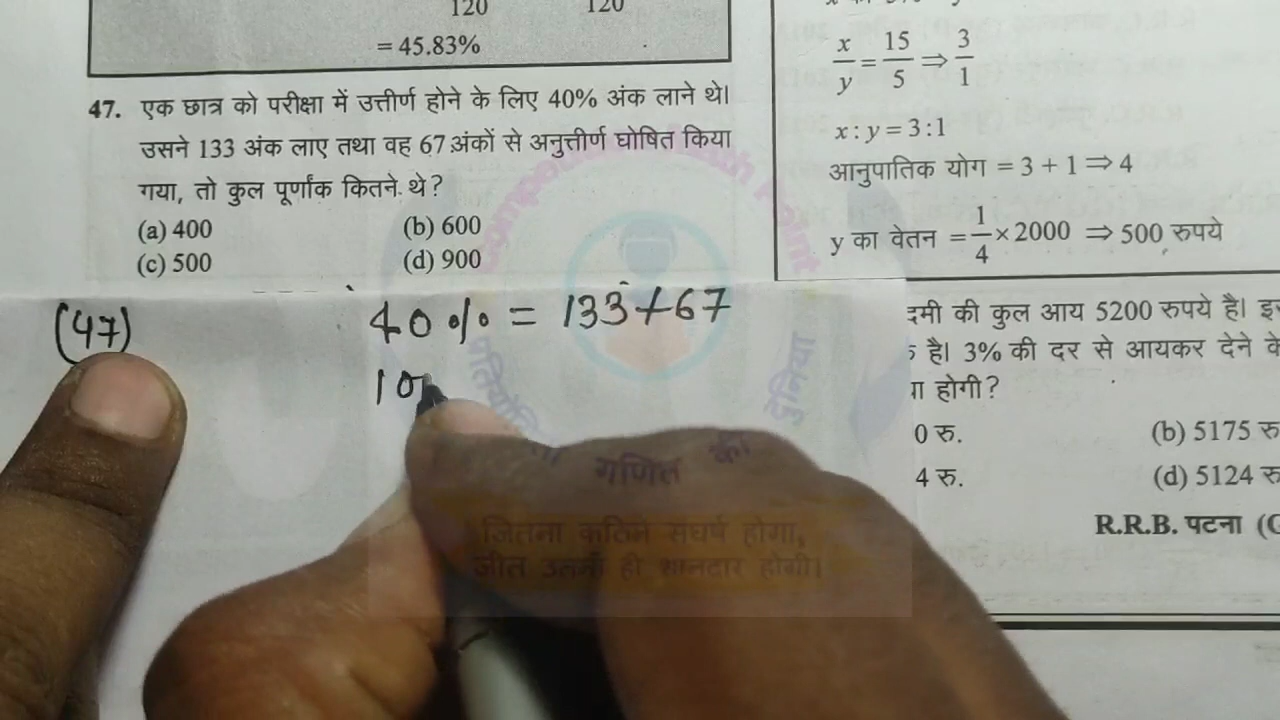 120 120
= 45.83%
47. एक छात्र को परीक्षा में उत्तीर्ण होने के लिए 40% अंक लाने थे।
उसने 133 अंक लाए तथा वह 67 अंकों से अनुत्तीर्ण घोषित किया
गया, तो कुल पूर्णांक कितने थे?
(a) 400 (b) 600
(c) 500 (d) 900
(47) 40% = 133+67
10
x/y = 15/5 ⇒ 3/1
x : y = 3 : 1
आनुपातिक योग = 3 + 1 ⇒ 4
y का वेतन = 1/4 × 2000 ⇒ 500 रुपये
दमी की कुल आय 5200 रुपये है। इ
है। 3% की दर से आयकर देने के
होगी?
0 रु. (b) 5175 रु
4 रु. (d) 5124 रु
R.R.B. पटना (G
गणित की दुनिया
जितना कठिन संघर्ष होगा,
जीत उतनी ही शानदार होगी।